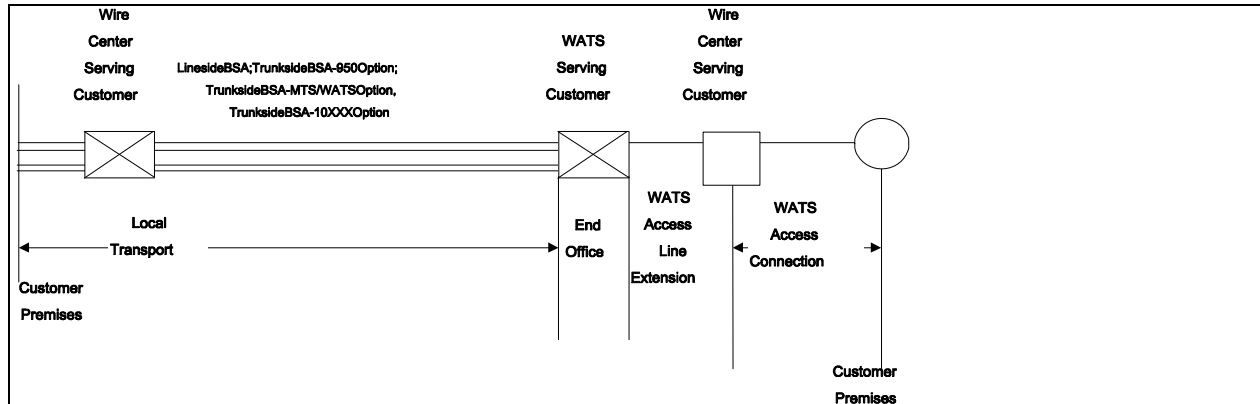 Wire
Center
Serving
Customer
LinesideBSA;TrunksideBSA-950Option;
TrunksideBSA-MTS/WATSOption,
TrunksideBSA-10XXXOption
WATS
Serving
Customer
Wire
Center
Serving
Customer
Local
Transport
End
Office
WATS
Access
Line
Extension
WATS
Access
Connection
Customer
Premises
Customer
Premises